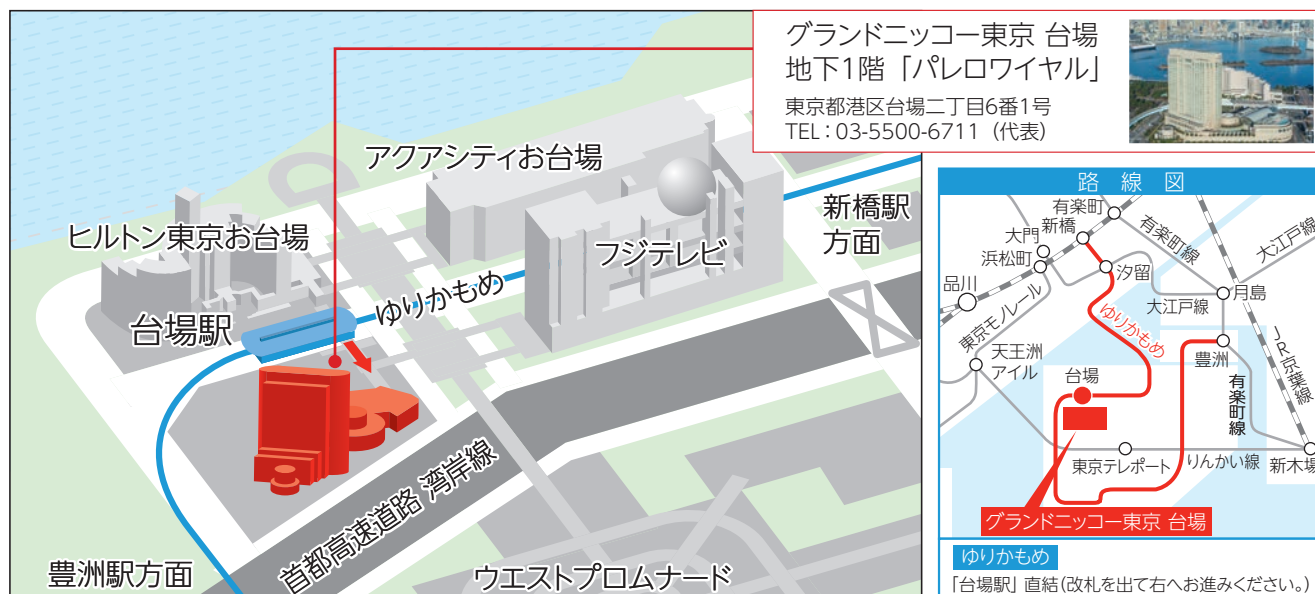 グランドニッコー東京 台場
地下1階「パレロワイヤル」
東京都港区台場二丁目6番1号
TEL：03-5500-6711（代表）
アクアシティお台場
ヒルトン東京お台場
フジテレビ
新橋駅
方面
ゆりかもめ
台場駅
首都高速道路 湾岸線
豊洲駅方面
ウエストプロムナード
路線図
有楽町
新橋
大門
浜松町
品川
汐留
有楽町線
大江戸線
月島
大江戸線
東京モノレール
ゆりかもめ
天王洲
アイル
台場
豊洲
有楽町線
JR京葉線
東京テレポート
りんかい線
新木場
グランドニッコー東京 台場
ゆりかもめ
「台場駅」直結(改札を出て右へお進みください。)